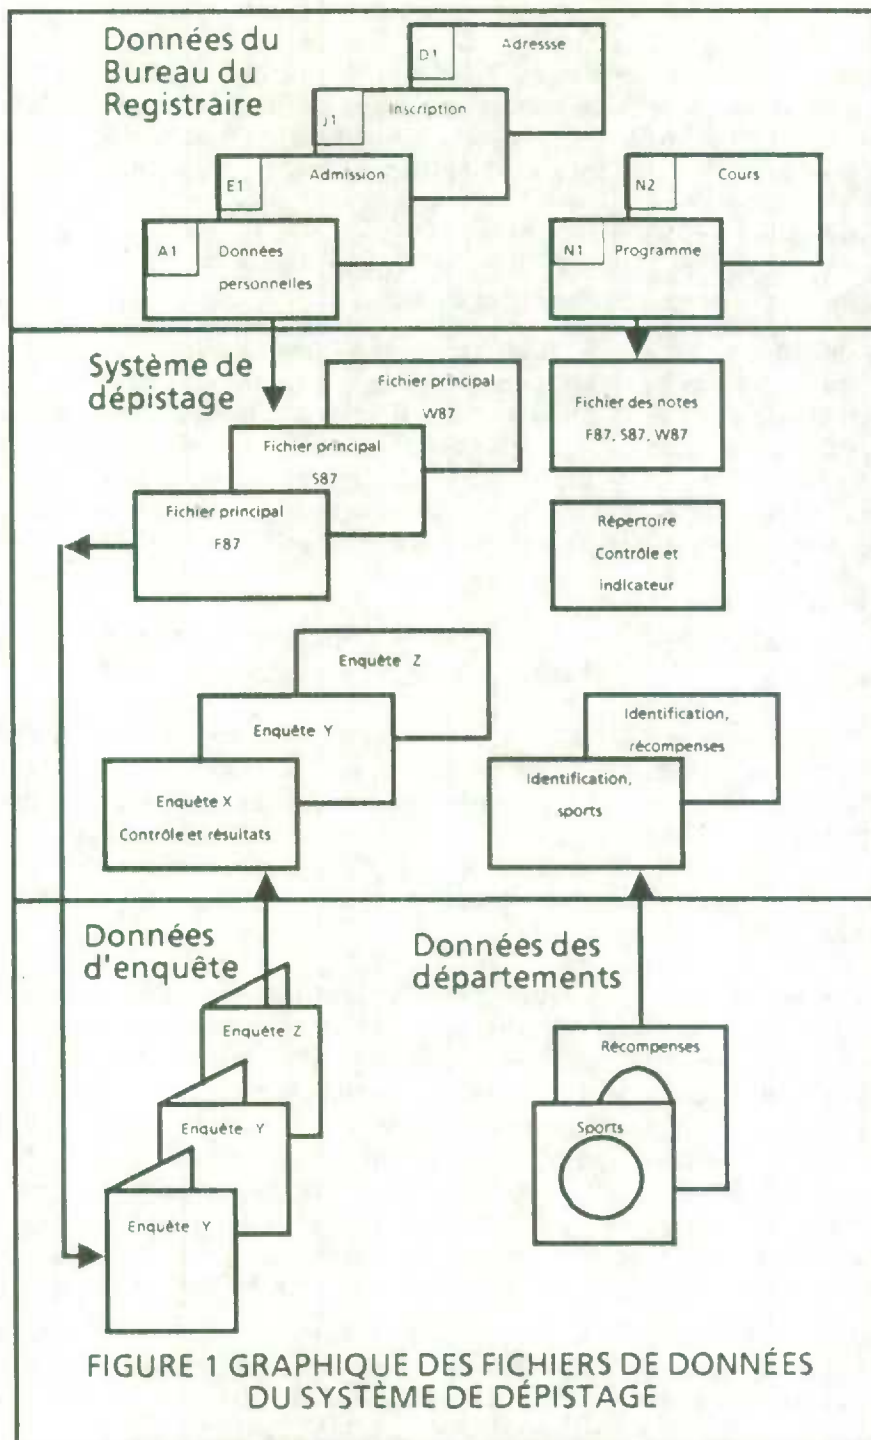 Données du
Bureau du
Registraire
D1 Adressse
J1 Inscription
E1 Admission
A1 Données
personnelles
N2 Cours
N1 Programme
Système de
dépistage
Fichier principal
W87
Fichier principal
S87
Fichier principal
F87
Fichier des notes
F87, S87, W87
Répertoire
Contrôle et
indicateur
Enquête Z
Enquête Y
Enquête X
Contrôle et résultats
Identification,
récompenses
Identification,
sports
Données
d'enquête
Enquête Z
Enquête Y
Enquête Y
Données des
départements
Récompenses
Sports
FIGURE 1 GRAPHIQUE DES FICHIERS DE DONNÉES
DU SYSTÈME DE DÉPISTAGE